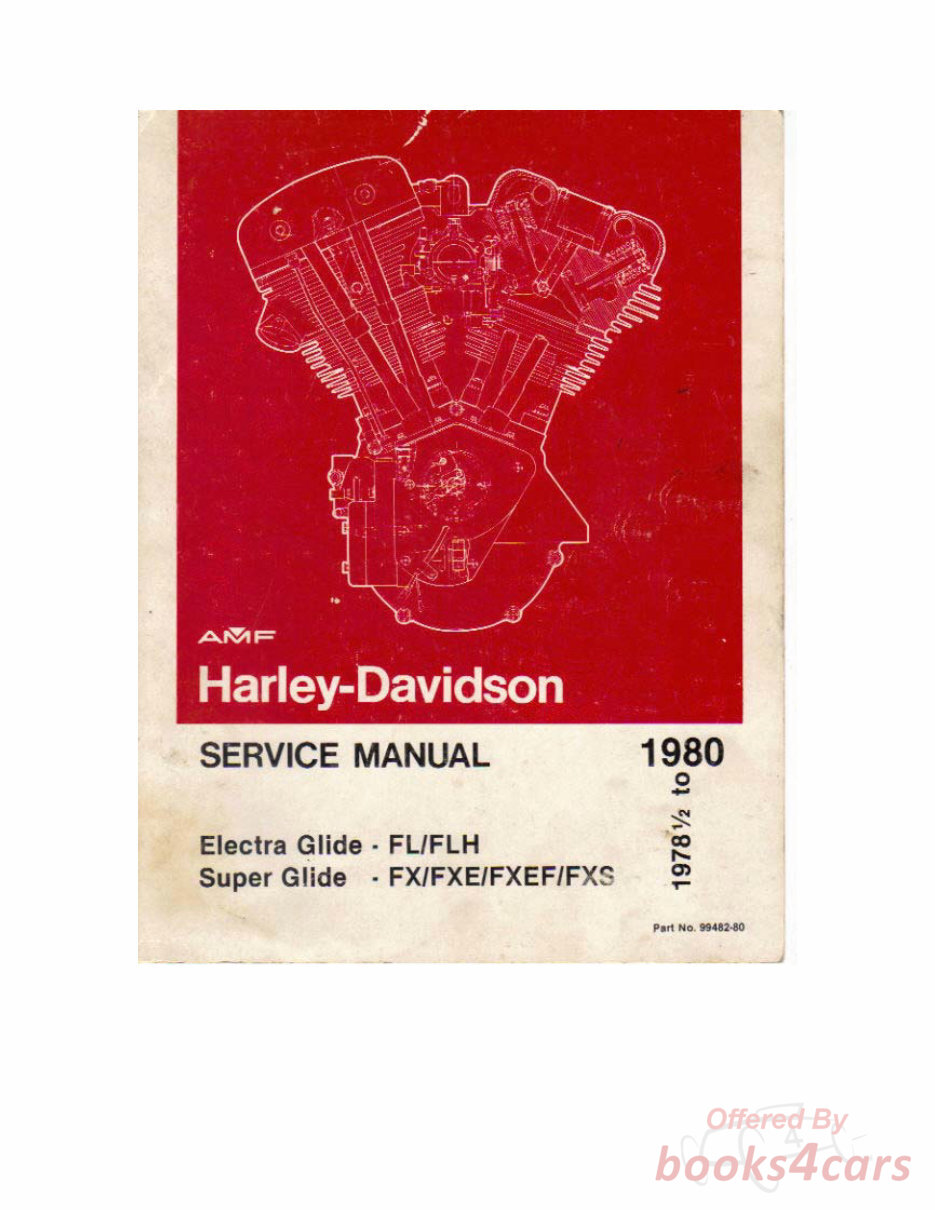 AMF
Harley-Davidson
SERVICE MANUAL 1980
1978½ to
Electra Glide - FL/FLH
Super Glide - FX/FXE/FXEF/FXS
Part No. 99482-80
Offered By
books4cars